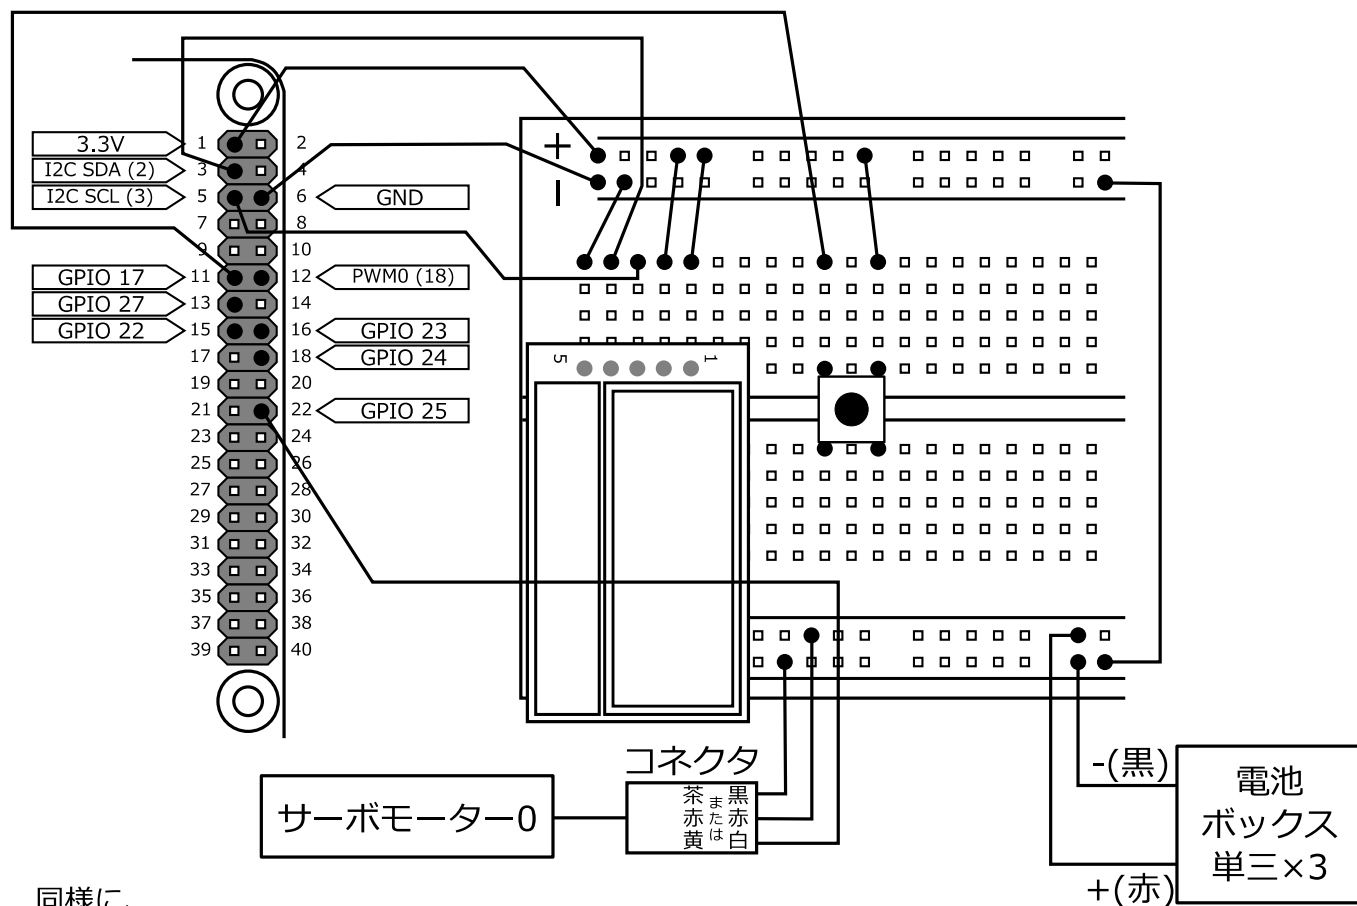 3.3V 1 2
I2C SDA (2) 3 4
I2C SCL (3) 5 6 GND
7 8
9 10
GPIO 17 11 12 PWM0 (18)
GPIO 27 13 14
GPIO 22 15 16 GPIO 23
17 18 GPIO 24
19 20
21 22 GPIO 25
23 24
25 26
27 28
29 30
31 32
33 34
35 36
37 38
39 40
+
-
5 1
コネクタ
サーボモーター0
茶 黒
赤 または 赤
黄 白
-(黒)
+(赤)
電池
ボックス
単三×3
同様に、